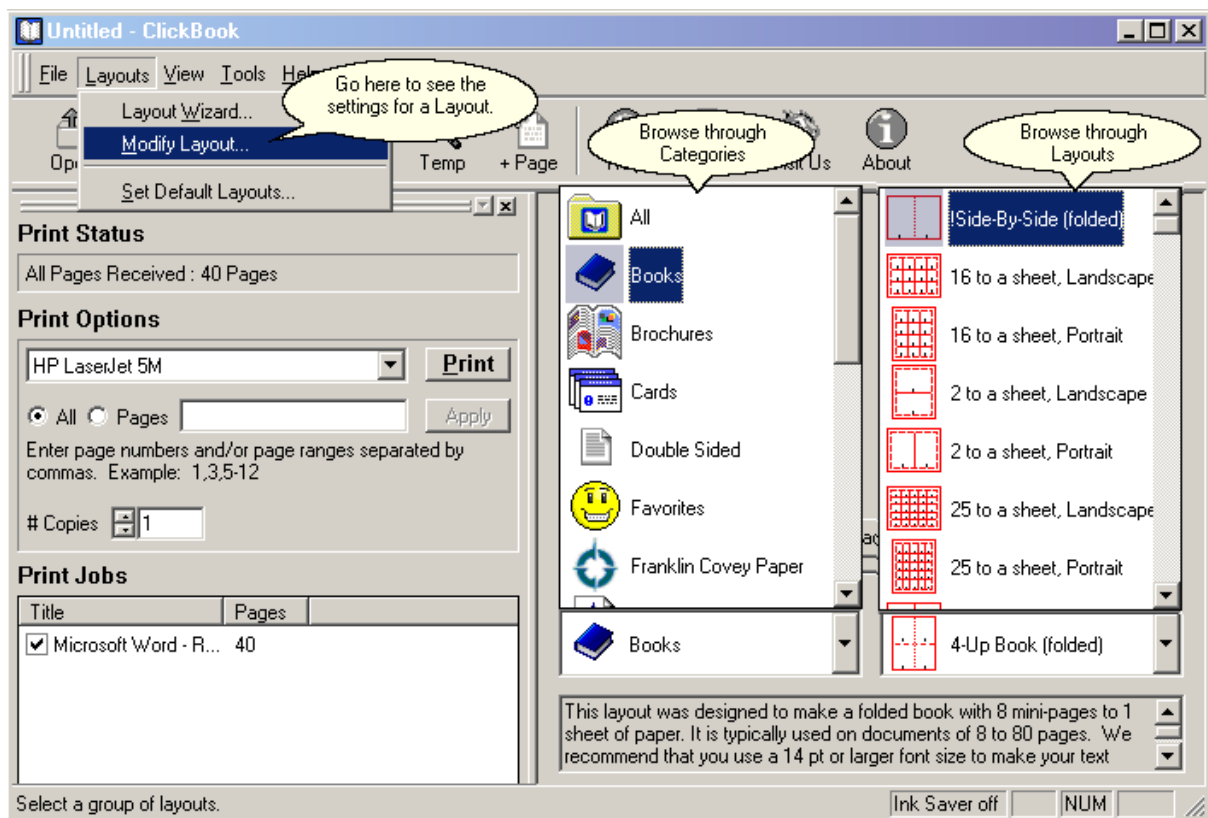 Untitled - ClickBook
File Layouts View Tools
Go here to see the
settings for a Layout.
Layout Wizard...
Modify Layout...
Set Default Layouts...
Temp
+ Page
Browse through
Categories
Us
About
Browse through
Layouts
Print Status
All Pages Received : 40 Pages
Print Options
HP LaserJet 5M
Print
All
Pages
Apply
Enter page numbers and/or page ranges separated by
commas. Example: 1,3,5-12
# Copies
1
Print Jobs
Title
Pages
Microsoft Word - R...
40
All
Books
Brochures
Cards
Double Sided
Favorites
Franklin Covey Paper
Books
!Side-By-Side (folded)
16 to a sheet, Landscape
16 to a sheet, Portrait
2 to a sheet, Landscape
2 to a sheet, Portrait
25 to a sheet, Landscape
25 to a sheet, Portrait
4-Up Book (folded)
This layout was designed to make a folded book with 8 mini-pages to 1
sheet of paper. It is typically used on documents of 8 to 80 pages. We
recommend that you use a 14 pt or larger font size to make your text
Select a group of layouts.
Ink Saver off
NUM